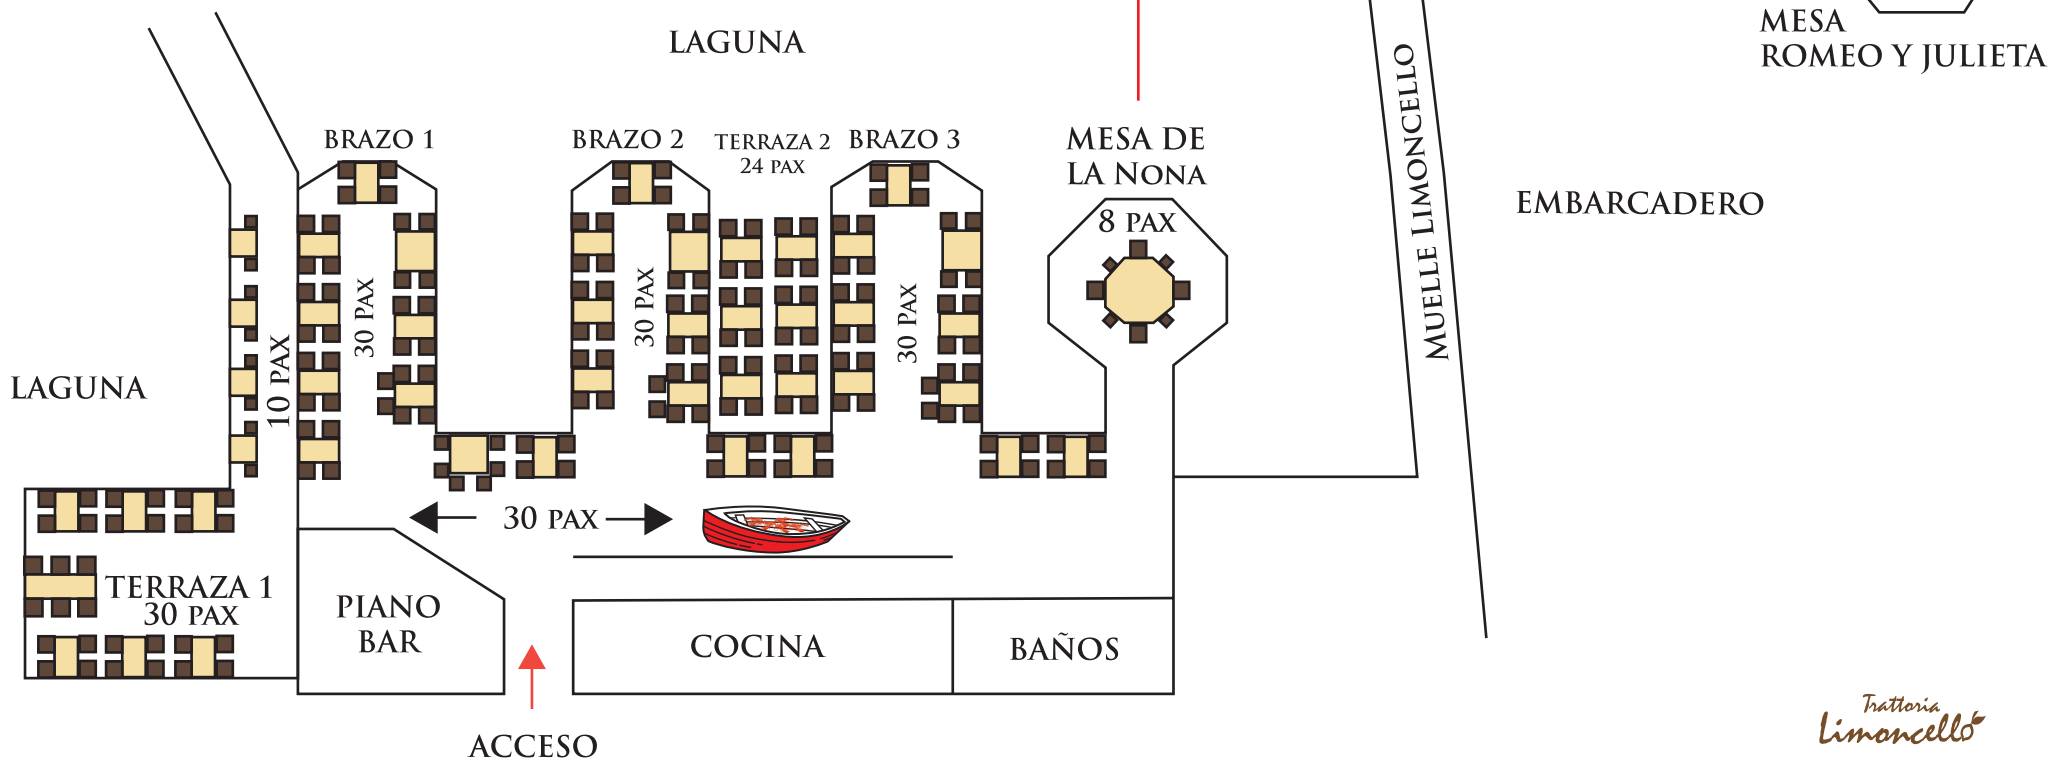 LAGUNA
MESA
ROMEO Y JULIETA
BRAZO 1
BRAZO 2
TERRAZA 2
24 PAX
BRAZO 3
MESA DE
LA NONA
8 PAX
MUELLE LIMONCELLO
EMBARCADERO
LAGUNA
10 PAX
30 PAX
30 PAX
30 PAX
30 PAX
TERRAZA 1
30 PAX
PIANO
BAR
COCINA
BAÑOS
ACCESO
Trattoria
Limoncello